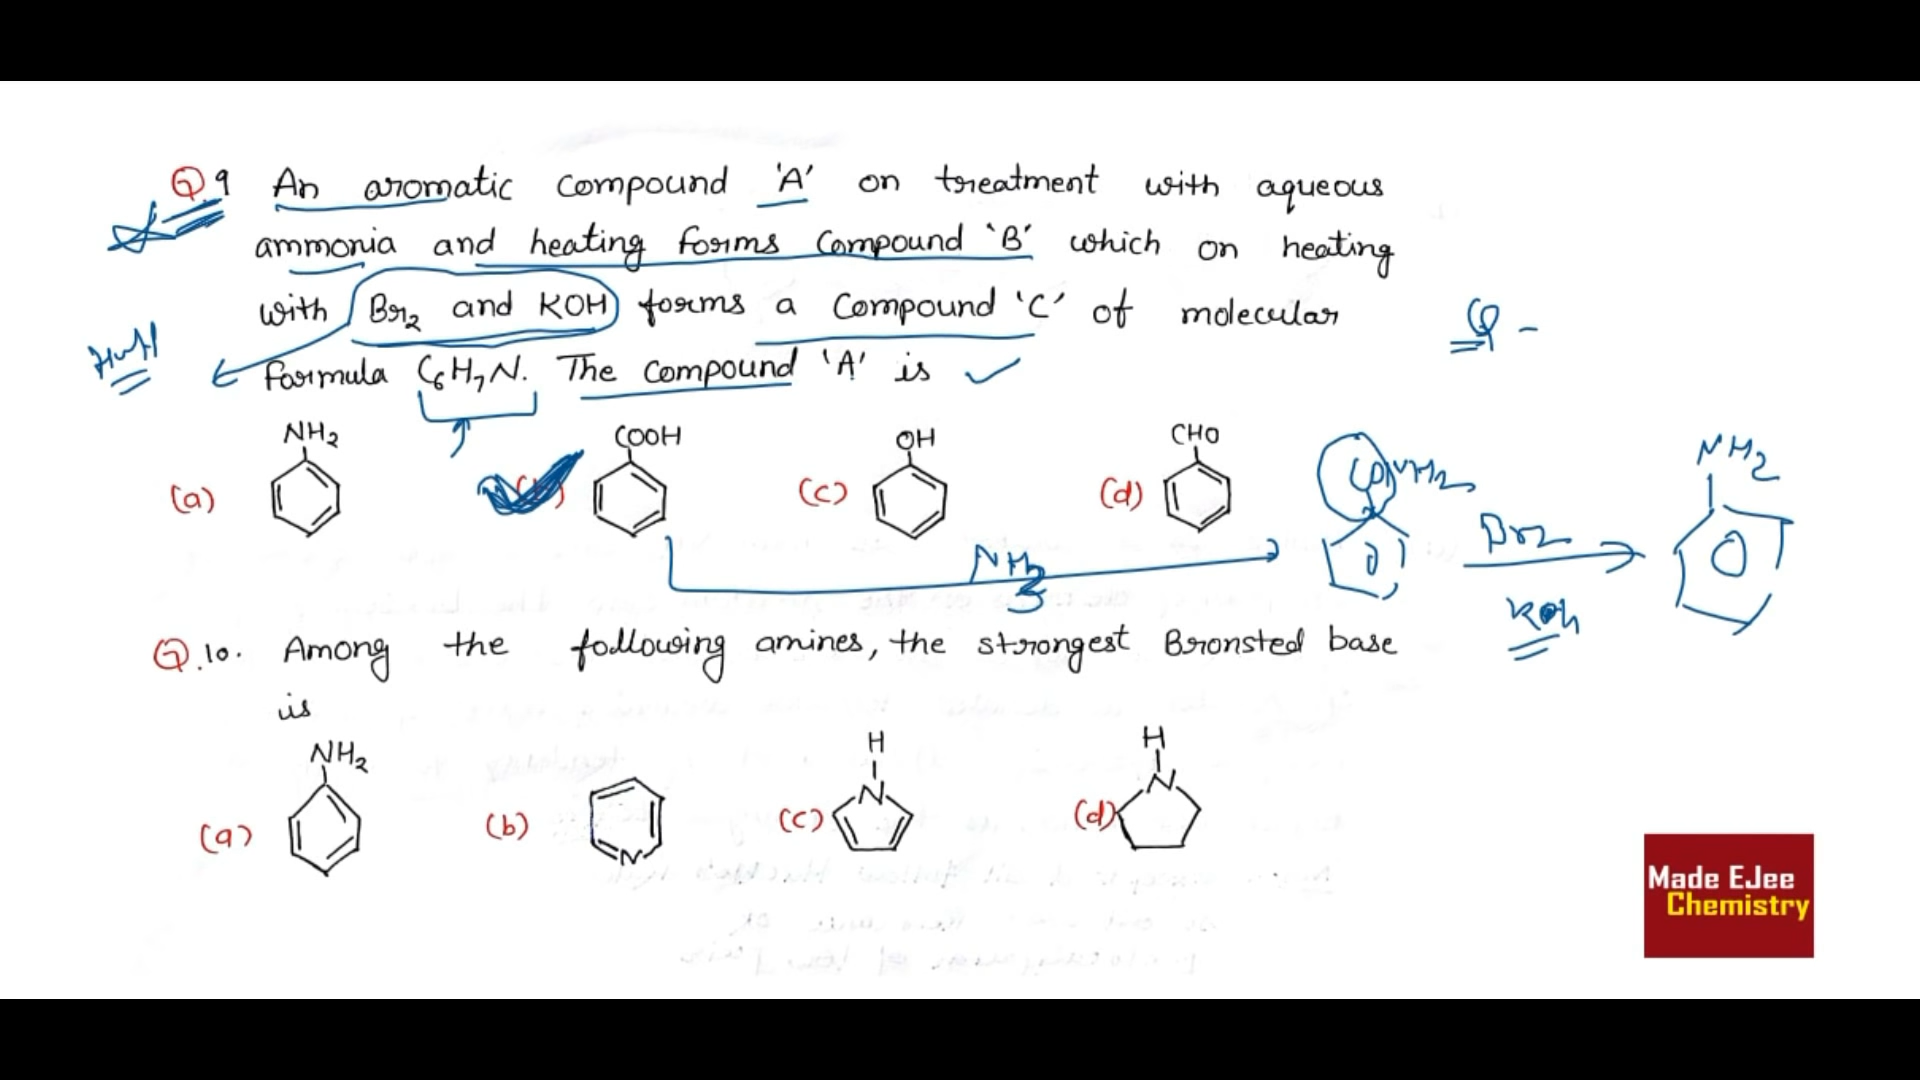 Q.9 An aromatic compound 'A' on treatment with aqueous
ammonia and heating forms compound 'B' which on heating
with Br₂ and KOH forms a compound 'C' of molecular
formula C₆H₇N. The compound 'A' is
Q -
(a) NH₂
COOH
(c) OH
(d) CHO
CONH₂
NH₂
NH₃
Br₂
KOH
Q.10. Among the following amines, the strongest Bronsted base
is
(a) NH₂
(b) N
(c) H N
(d) H N
Made EJee
Chemistry